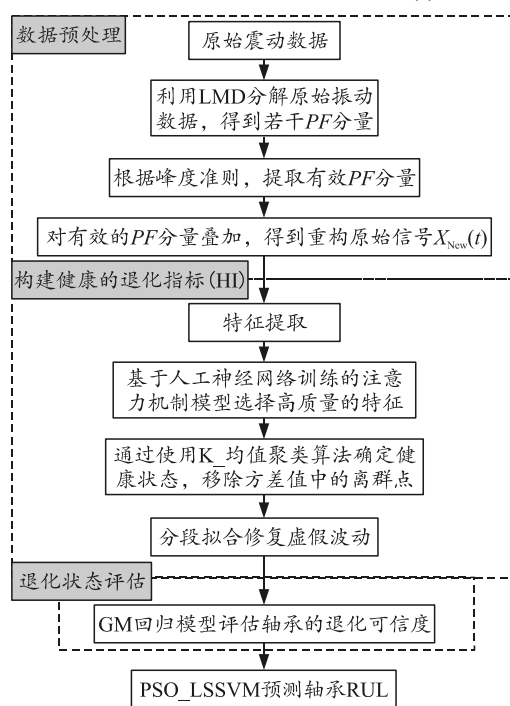 数据预处理
原始震动数据
利用LMD分解原始振动
数据，得到若干PF分量
根据峰度准则，提取有效PF分量
对有效的PF分量叠加，得到重构原始信号X_New(t)
构建健康的退化指标(HI)
特征提取
基于人工神经网络训练的注意
力机制模型选择高质量的特征
通过使用K_均值聚类算法确定健
康状态，移除方差值中的离群点
分段拟合修复虚假波动
退化状态评估
GM回归模型评估轴承的退化可信度
PSO_LSSVM预测轴承RUL